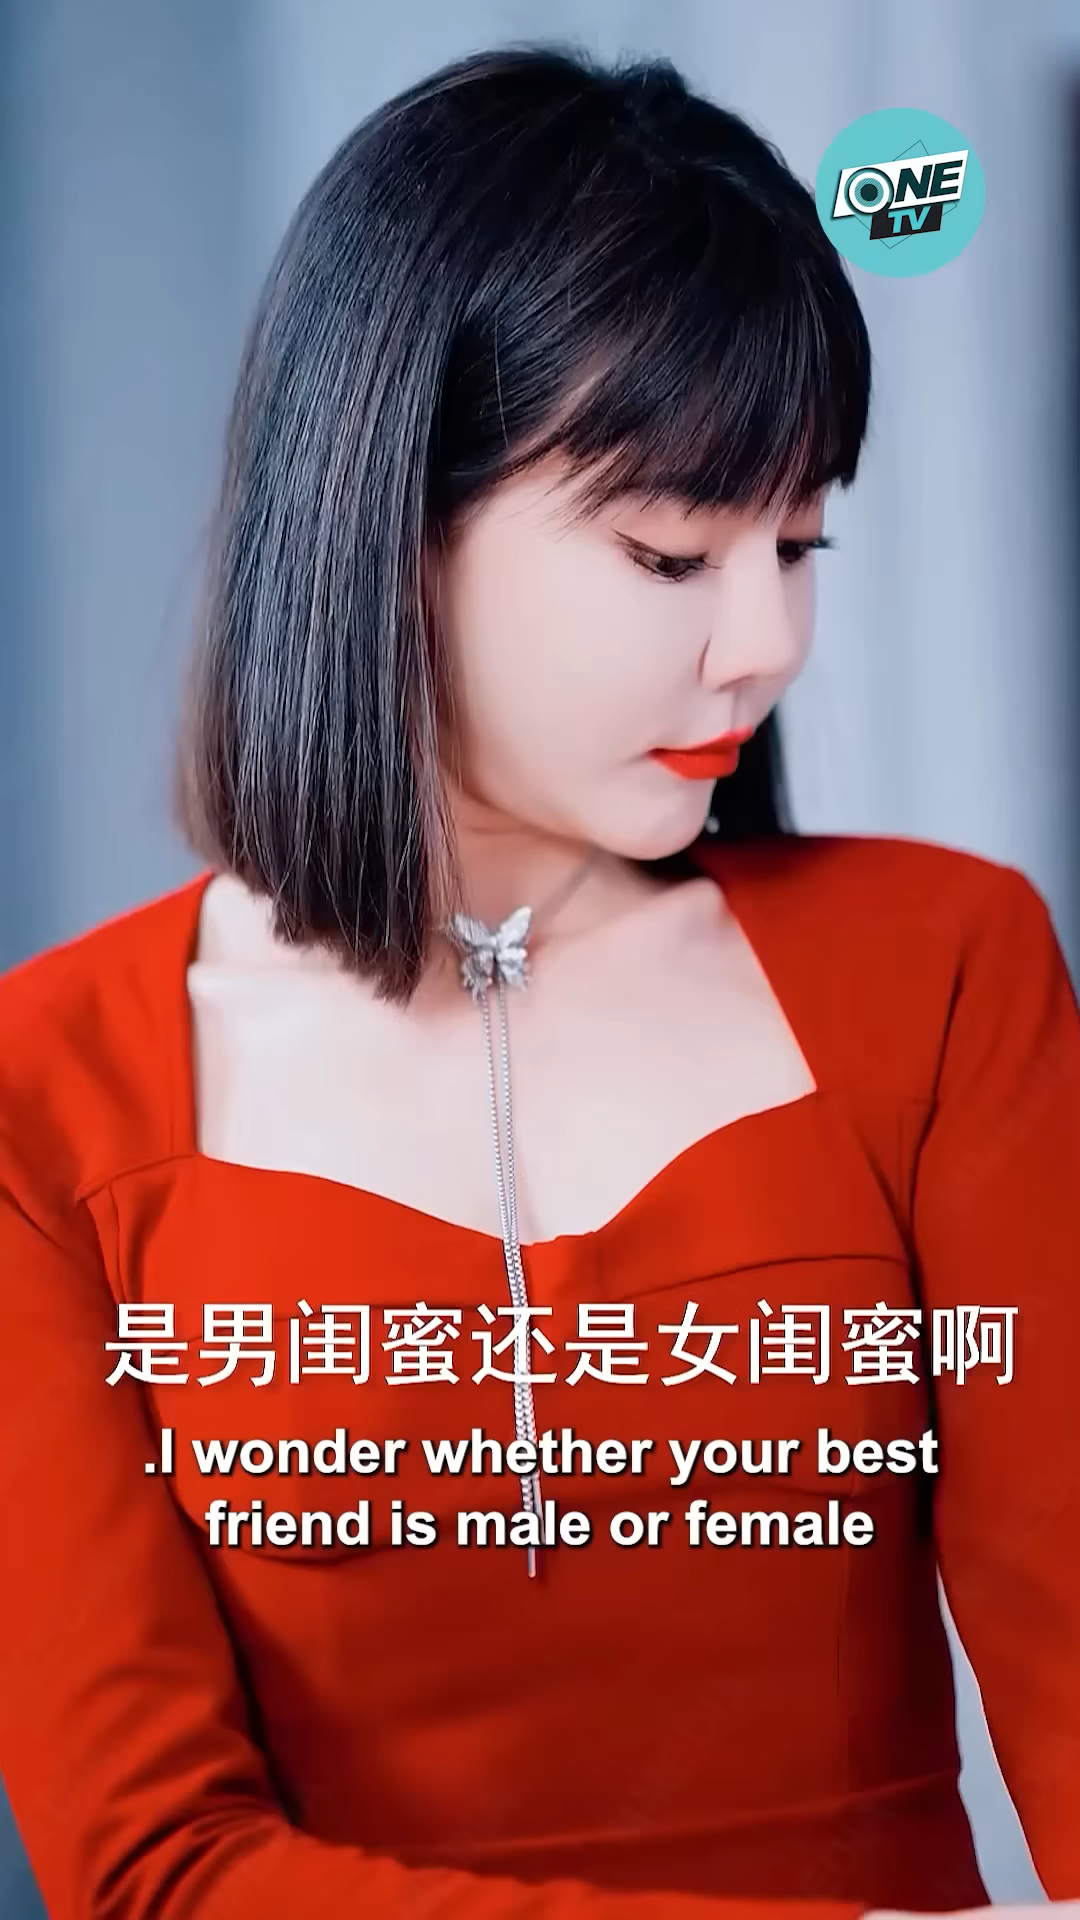 ONE
TV
是男闺蜜还是女闺蜜啊
.I wonder whether your best
friend is male or female